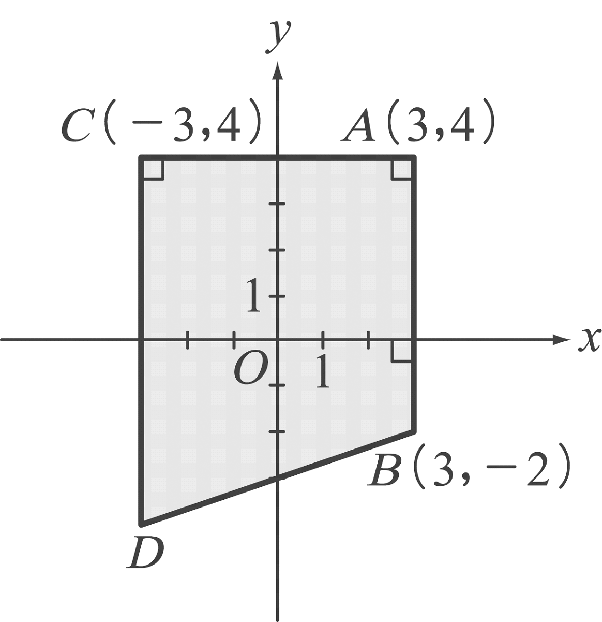 y
C(−3,4)
A(3,4)
1
x
O
1
B(3,−2)
D